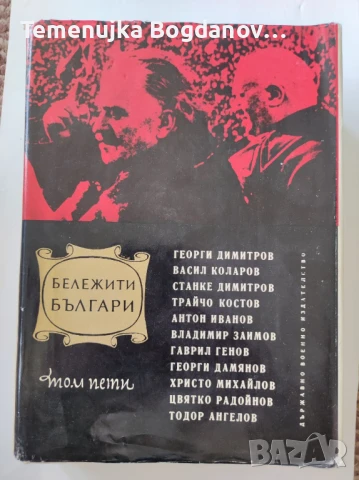 Temenujka Bogdanov...
БЕЛЕЖИТИ
БЪЛГАРИ
том пети
ГЕОРГИ ДИМИТРОВ
ВАСИЛ КОЛАРОВ
СТАНКЕ ДИМИТРОВ
ТРАЙЧО КОСТОВ
АНТОН ИВАНОВ
ВЛАДИМИР ЗАИМОВ
ГАВРИЛ ГЕНОВ
ГЕОРГИ ДАМЯНОВ
ХРИСТО МИХАЙЛОВ
ЦВЯТКО РАДОЙНОВ
ТОДОР АНГЕЛОВ
ДЪРЖАВНО ВОЕННО ИЗДАТЕЛСТВО
BAZAR